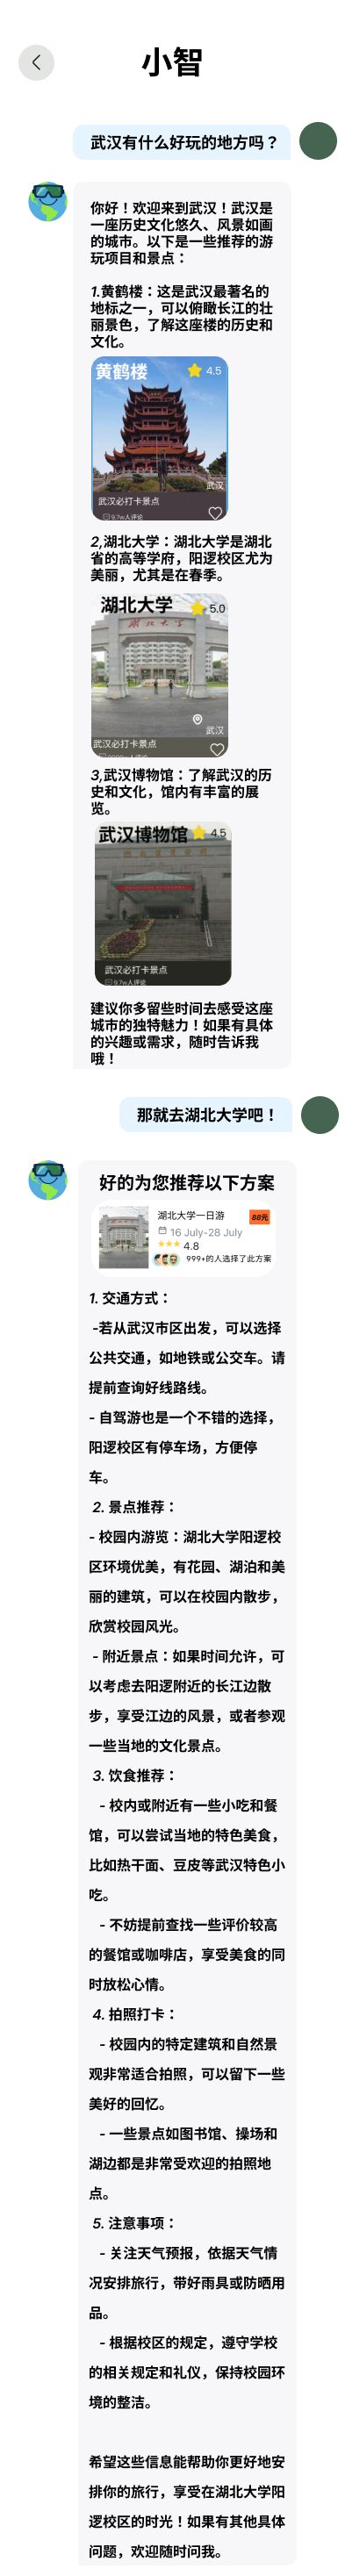 小智
武汉有什么好玩的地方吗？
你好！欢迎来到武汉！武汉是
一座历史文化悠久、风景如画
的城市。以下是一些推荐的游
玩项目和景点：
1.黄鹤楼：这是武汉最著名的
地标之一，可以俯瞰长江的壮
丽景色，了解这座楼的历史和
文化。
黄鹤楼
4.5
武汉
武汉必打卡景点
9.7w人评论
2,湖北大学：湖北大学是湖北
省的高等学府，阳逻校区尤为
美丽，尤其是在春季。
湖北大学
5.0
武汉
武汉必打卡景点
3,武汉博物馆：了解武汉的历
史和文化，馆内有丰富的展
览。
武汉博物馆
4.5
武汉必打卡景点
9.7w人评论
建议你多留些时间去感受这座
城市的独特魅力！如果有具体
的兴趣或需求，随时告诉我
哦！
那就去湖北大学吧！
好的为您推荐以下方案
湖北大学一日游
88元
16 July-28 July
4.8
999+的人选择了此方案
1. 交通方式：
-若从武汉市区出发，可以选择
公共交通，如地铁或公交车。请
提前查询好线路线。
- 自驾游也是一个不错的选择，
阳逻校区有停车场，方便停
车。
2. 景点推荐：
- 校园内游览：湖北大学阳逻校
区环境优美，有花园、湖泊和美
丽的建筑，可以在校园内散步，
欣赏校园风光。
- 附近景点：如果时间允许，可
以考虑去阳逻附近的长江边散
步，享受江边的风景，或者参观
一些当地的文化景点。
3. 饮食推荐：
- 校内或附近有一些小吃和餐
馆，可以尝试当地的特色美食，
比如热干面、豆皮等武汉特色小
吃。
- 不妨提前查找一些评价较高
的餐馆或咖啡店，享受美食的同
时放松心情。
4. 拍照打卡：
- 校园内的特定建筑和自然景
观非常适合拍照，可以留下一些
美好的回忆。
- 一些景点如图书馆、操场和
湖边都是非常受欢迎的拍照地
点。
5. 注意事项：
- 关注天气预报，依据天气情
况安排旅行，带好雨具或防晒用
品。
- 根据校区的规定，遵守学校
的相关规定和礼仪，保持校园环
境的整洁。
希望这些信息能帮助你更好地安
排你的旅行，享受在湖北大学阳
逻校区的时光！如果有其他具体
问题，欢迎随时问我。